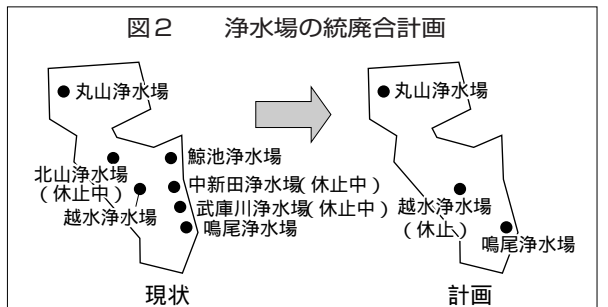 図2 浄水場の統廃合計画
丸山浄水場
北山浄水場
(休止中)
越水浄水場
鯨池浄水場
中新田浄水場(休止中)
武庫川浄水場(休止中)
鳴尾浄水場
現状
丸山浄水場
越水浄水場
(休止)
鳴尾浄水場
計画